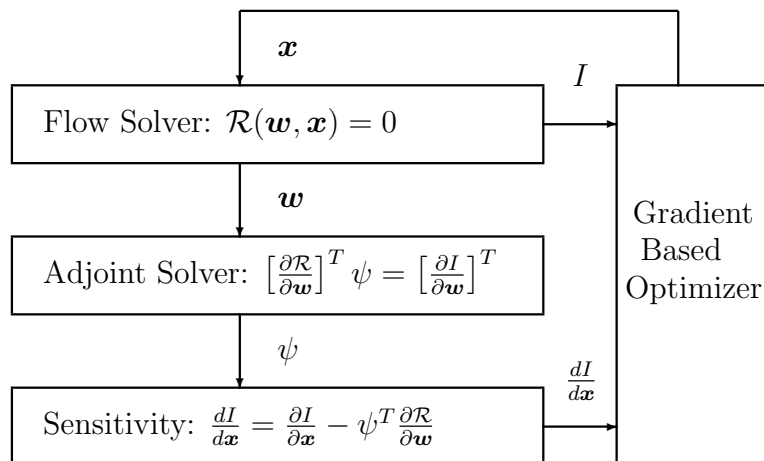 𝒙
I
Flow Solver: ℛ(𝒘, 𝒙) = 0
𝒘
Gradient
Based
Optimizer
Adjoint Solver: [∂ℛ/∂𝒘]^T ψ = [∂I/∂𝒘]^T
ψ
dI/d𝒙
Sensitivity: dI/d𝒙 = ∂I/∂𝒙 − ψ^T ∂ℛ/∂𝒘